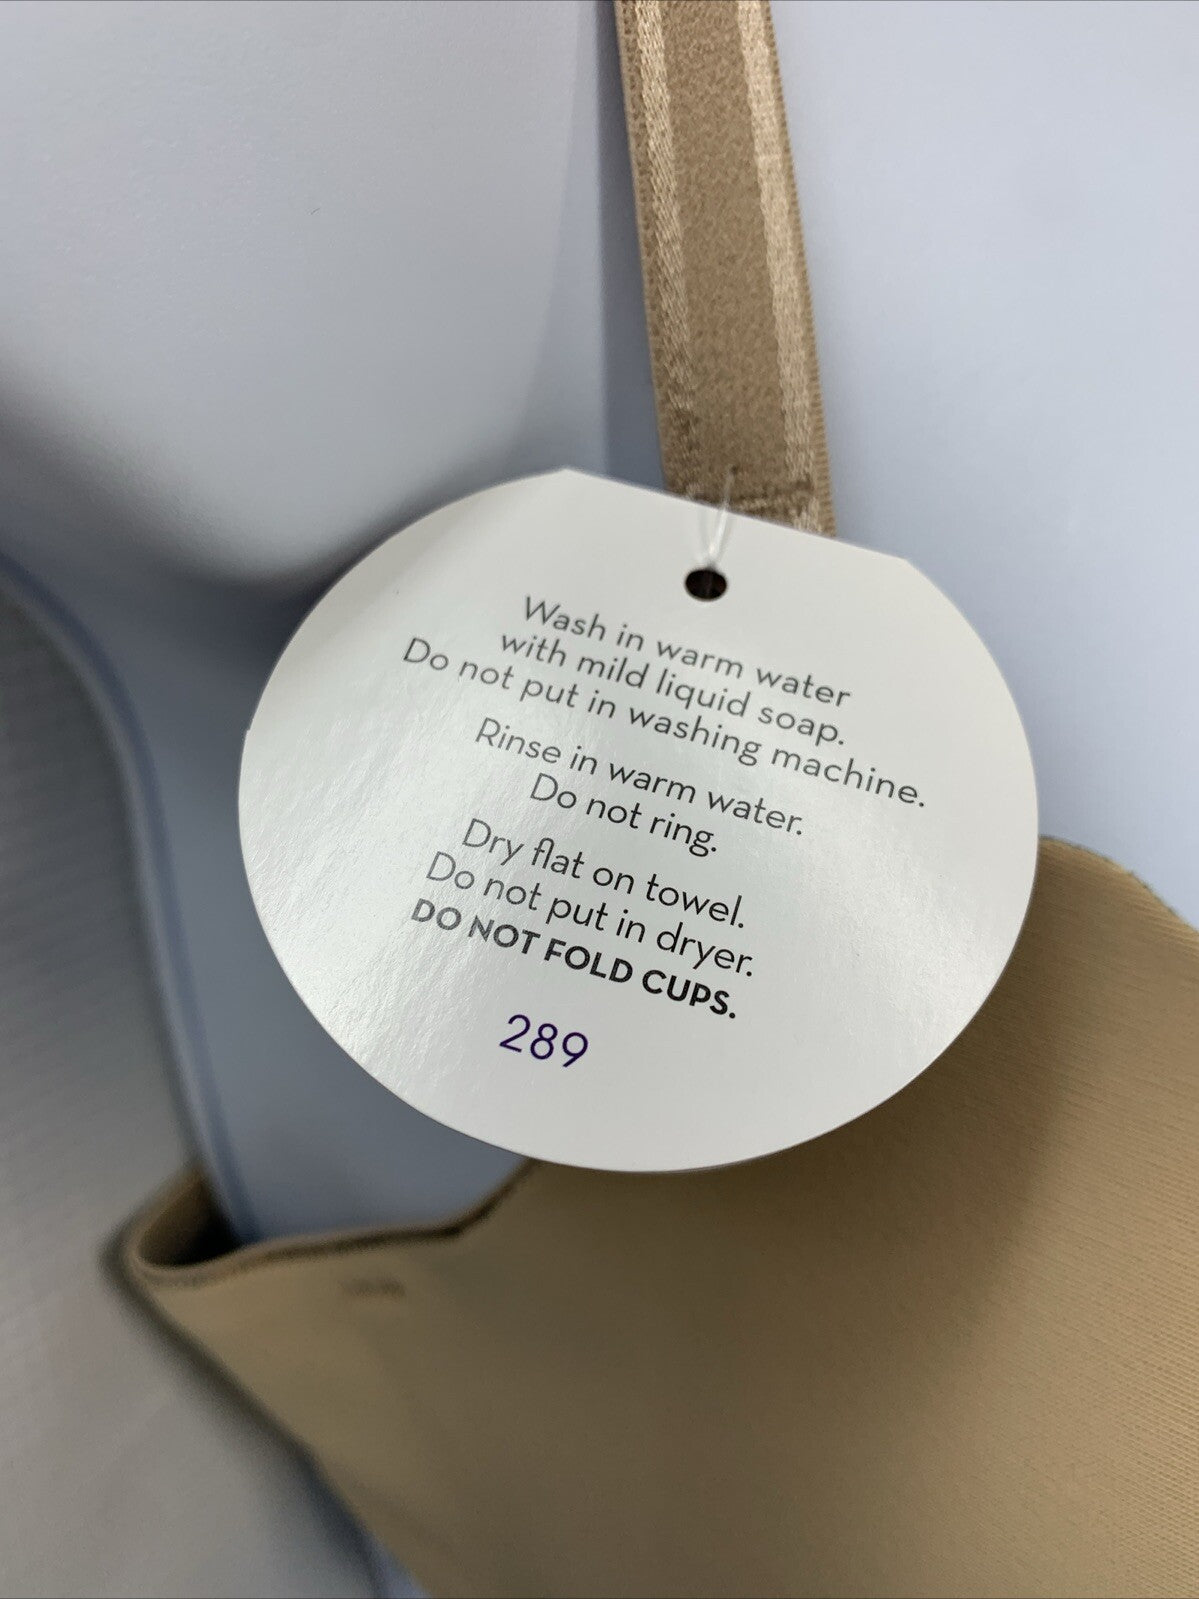 Wash in warm water
with mild liquid soap.
Do not put in washing machine.
Rinse in warm water.
Do not ring.
Dry flat on towel.
Do not put in dryer.
DO NOT FOLD CUPS.
289